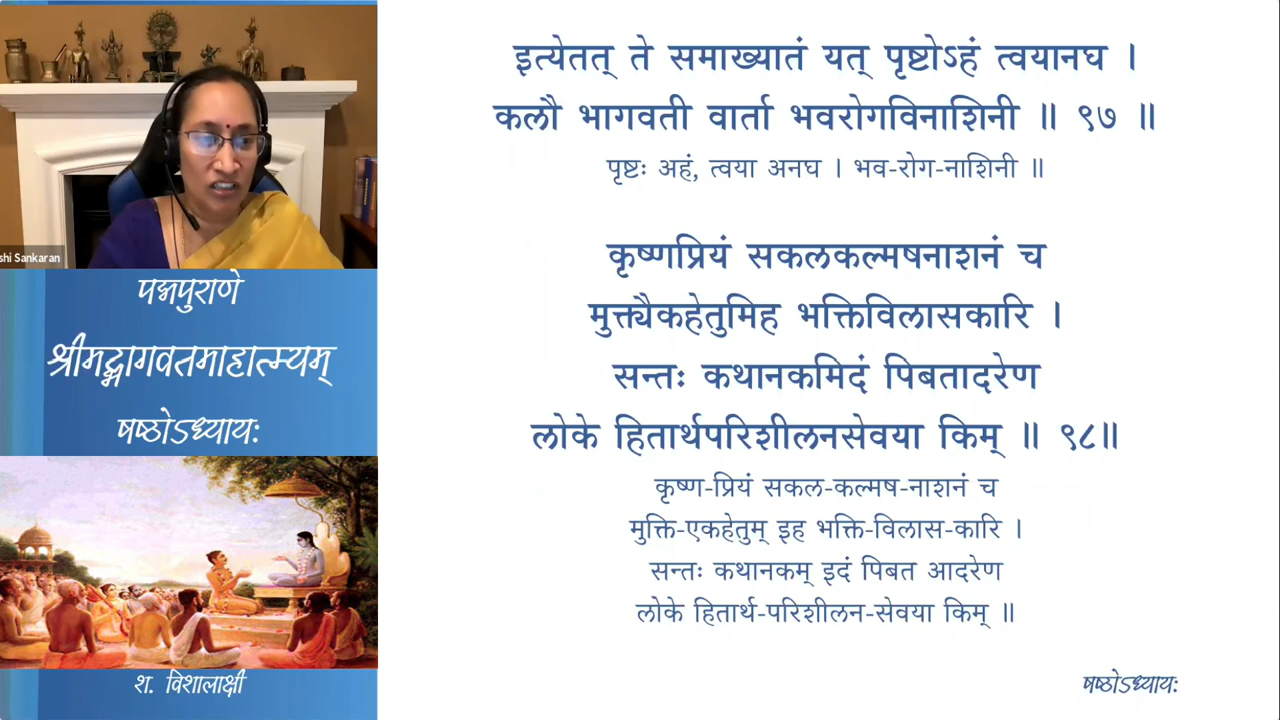 इत्येतत् ते समाख्यातं यत् पृष्टोऽहं त्वयानघ ।
कलौ भागवती वार्ता भवरोगविनाशिनी ॥ ९७ ॥
पृष्टः अहं, त्वया अनघ । भव-रोग-नाशिनी ॥
कृष्णप्रियं सकलकल्मषनाशनं च
मुक्त्यैकहेतुमिह भक्तिविलासकारि ।
सन्तः कथानकमिदं पिबतादरेण
लोके हितार्थपरिशीलनसेवया किम् ॥ ९८॥
कृष्ण-प्रियं सकल-कल्मष-नाशनं च
मुक्ति-एकहेतुम् इह भक्ति-विलास-कारि ।
सन्तः कथानकम् इदं पिबत आदरेण
लोके हितार्थ-परिशीलन-सेवया किम् ॥
षष्ठोऽध्यायः
shi Sankaran
पद्मपुराणे
श्रीमद्भागवतमाहात्म्यम्
षष्ठोऽध्यायः
श. विशालाक्षी